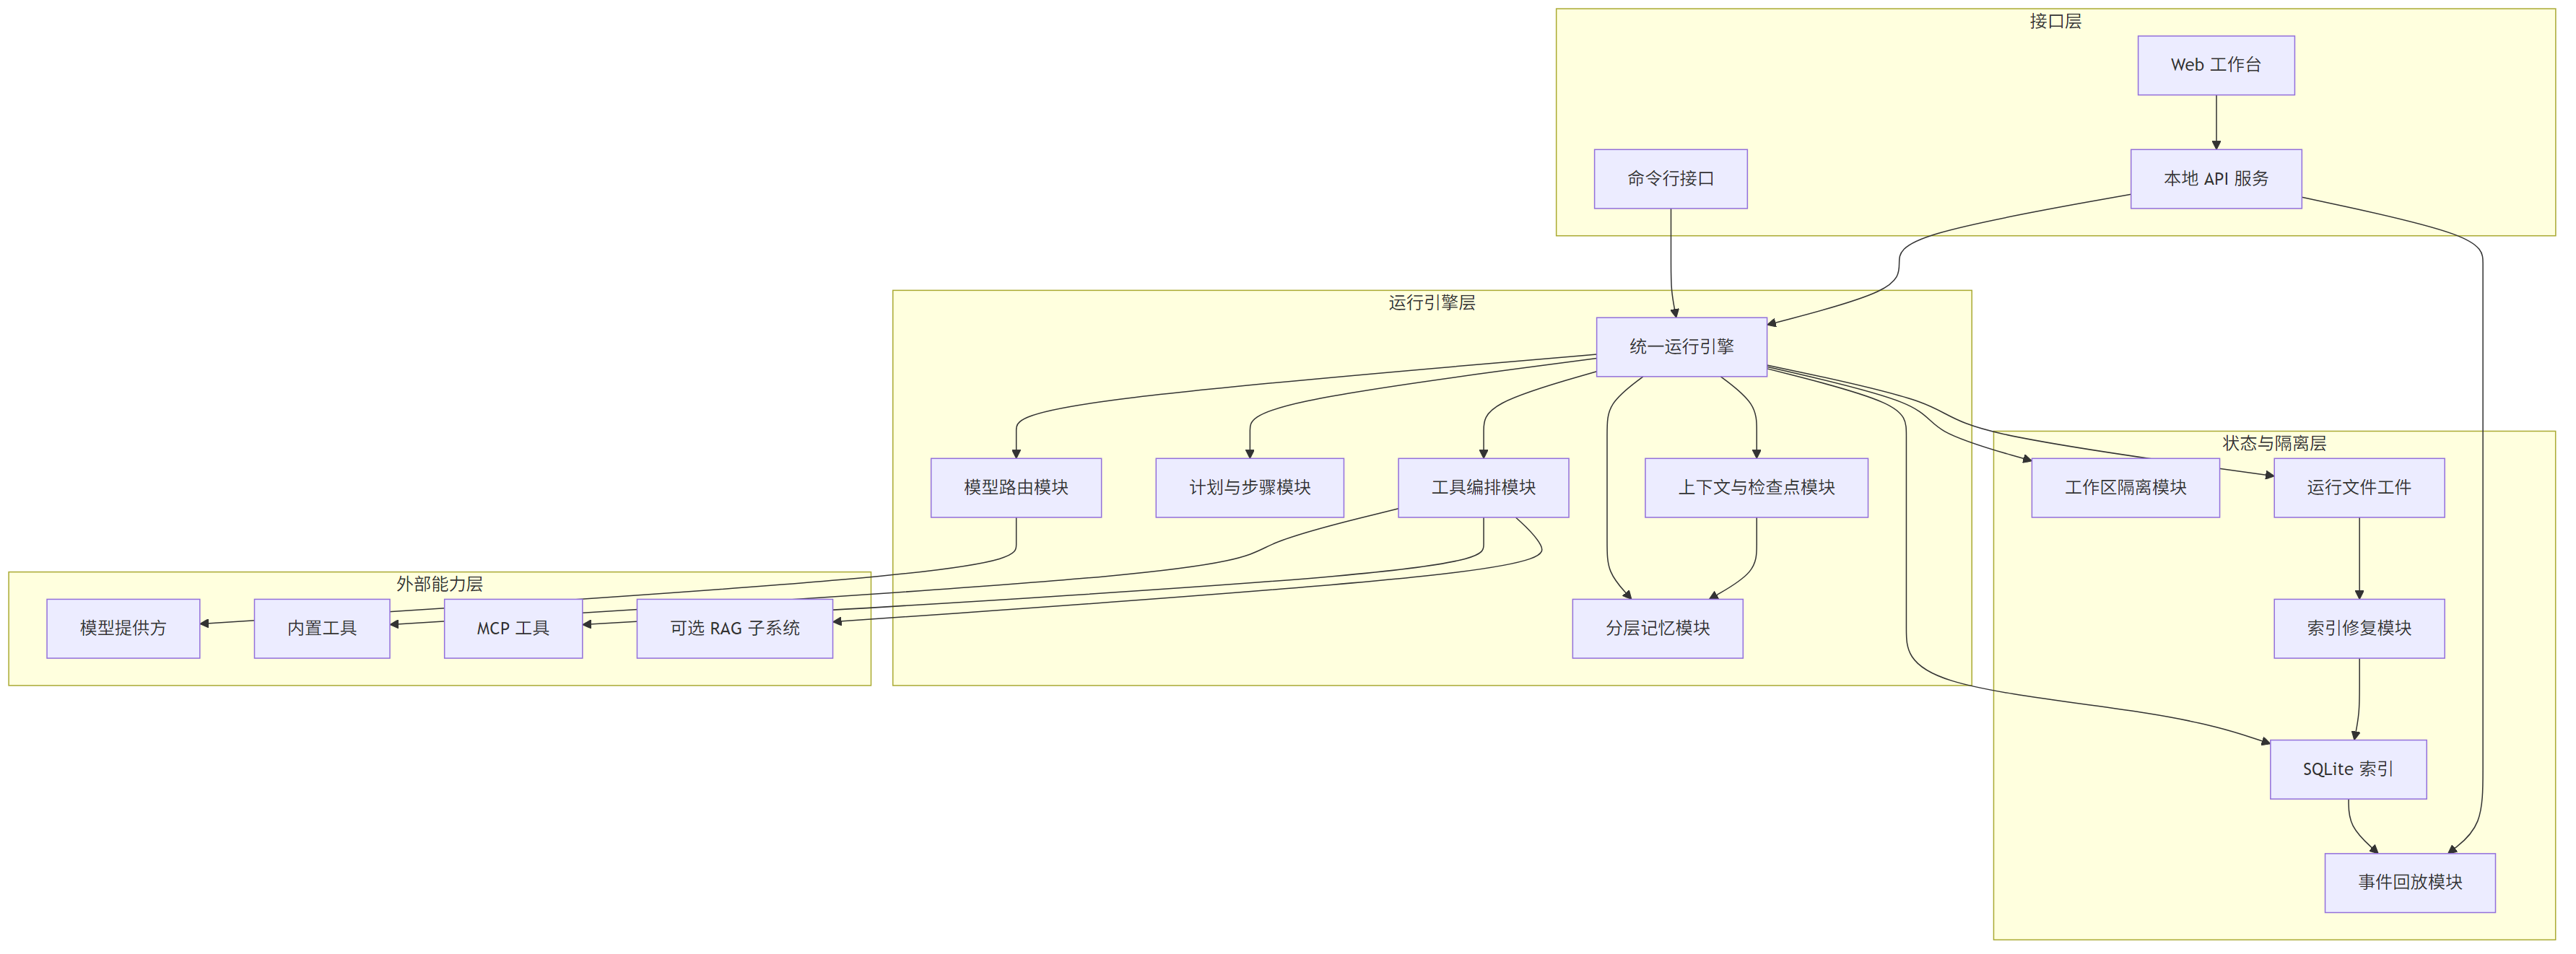 接口层
Web 工作台
命令行接口
本地 API 服务
运行引擎层
统一运行引擎
模型路由模块
计划与步骤模块
工具编排模块
上下文与检查点模块
分层记忆模块
状态与隔离层
工作区隔离模块
运行文件工件
索引修复模块
SQLite 索引
事件回放模块
外部能力层
模型提供方
内置工具
MCP 工具
可选 RAG 子系统